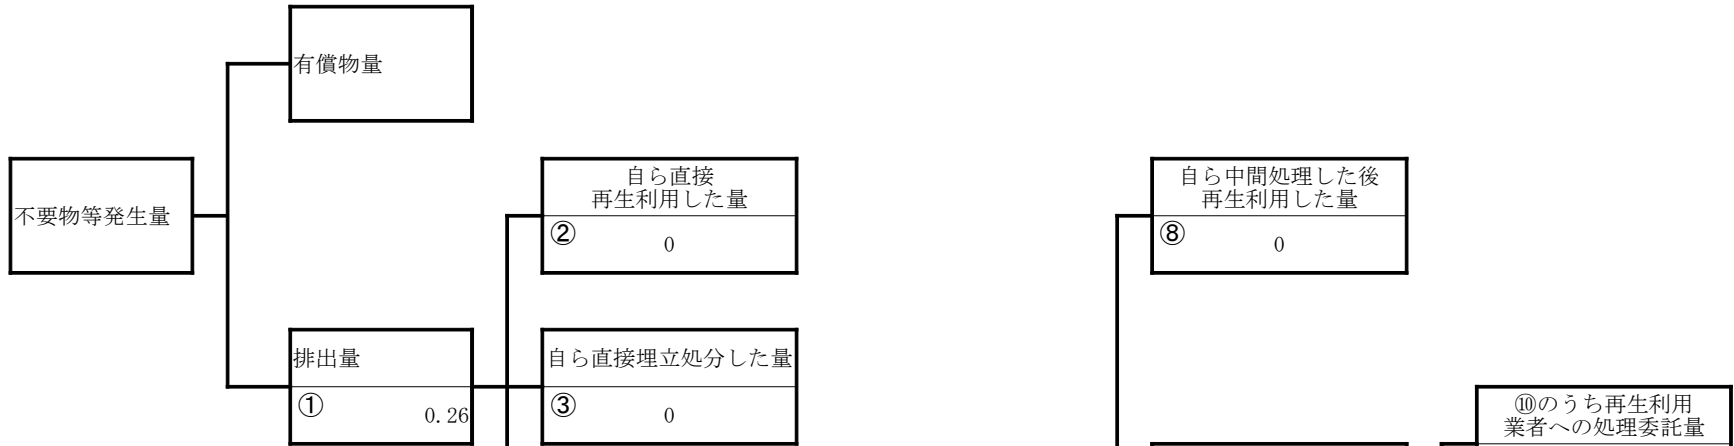 有償物量
不要物等発生量
自ら直接
再生利用した量
②
0
自ら中間処理した後
再生利用した量
⑧
0
排出量
①
0.26
自ら直接埋立処分した量
③
0
⑩のうち再生利用
業者への処理委託量